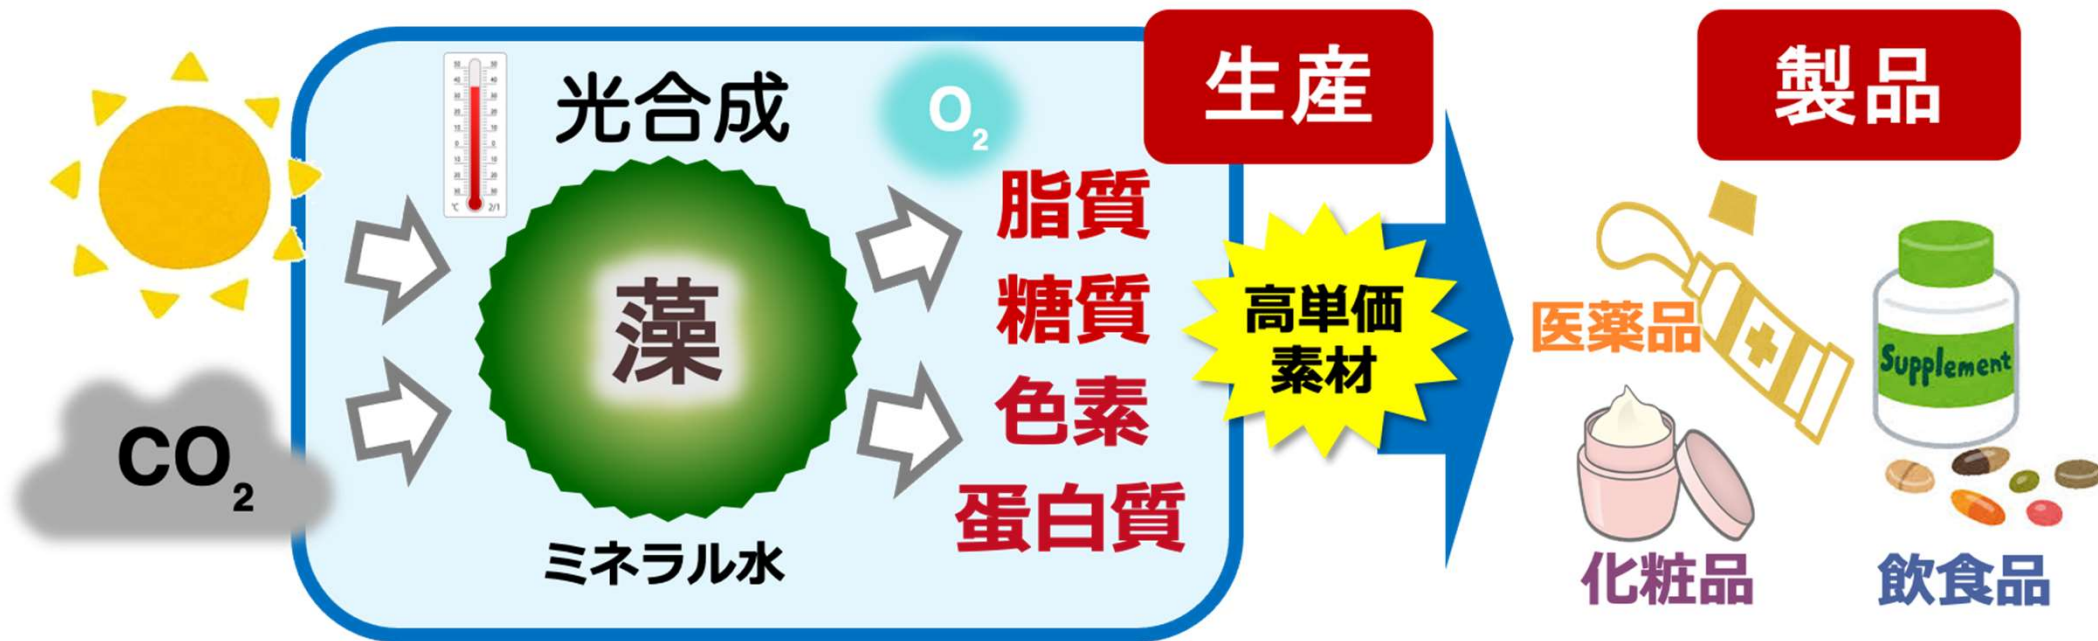 光合成
O₂
生産
製品
脂質
糖質
色素
蛋白質
藻
ミネラル水
CO₂
高単価
素材
医薬品
Supplement
化粧品
飲食品
℃ 2/1